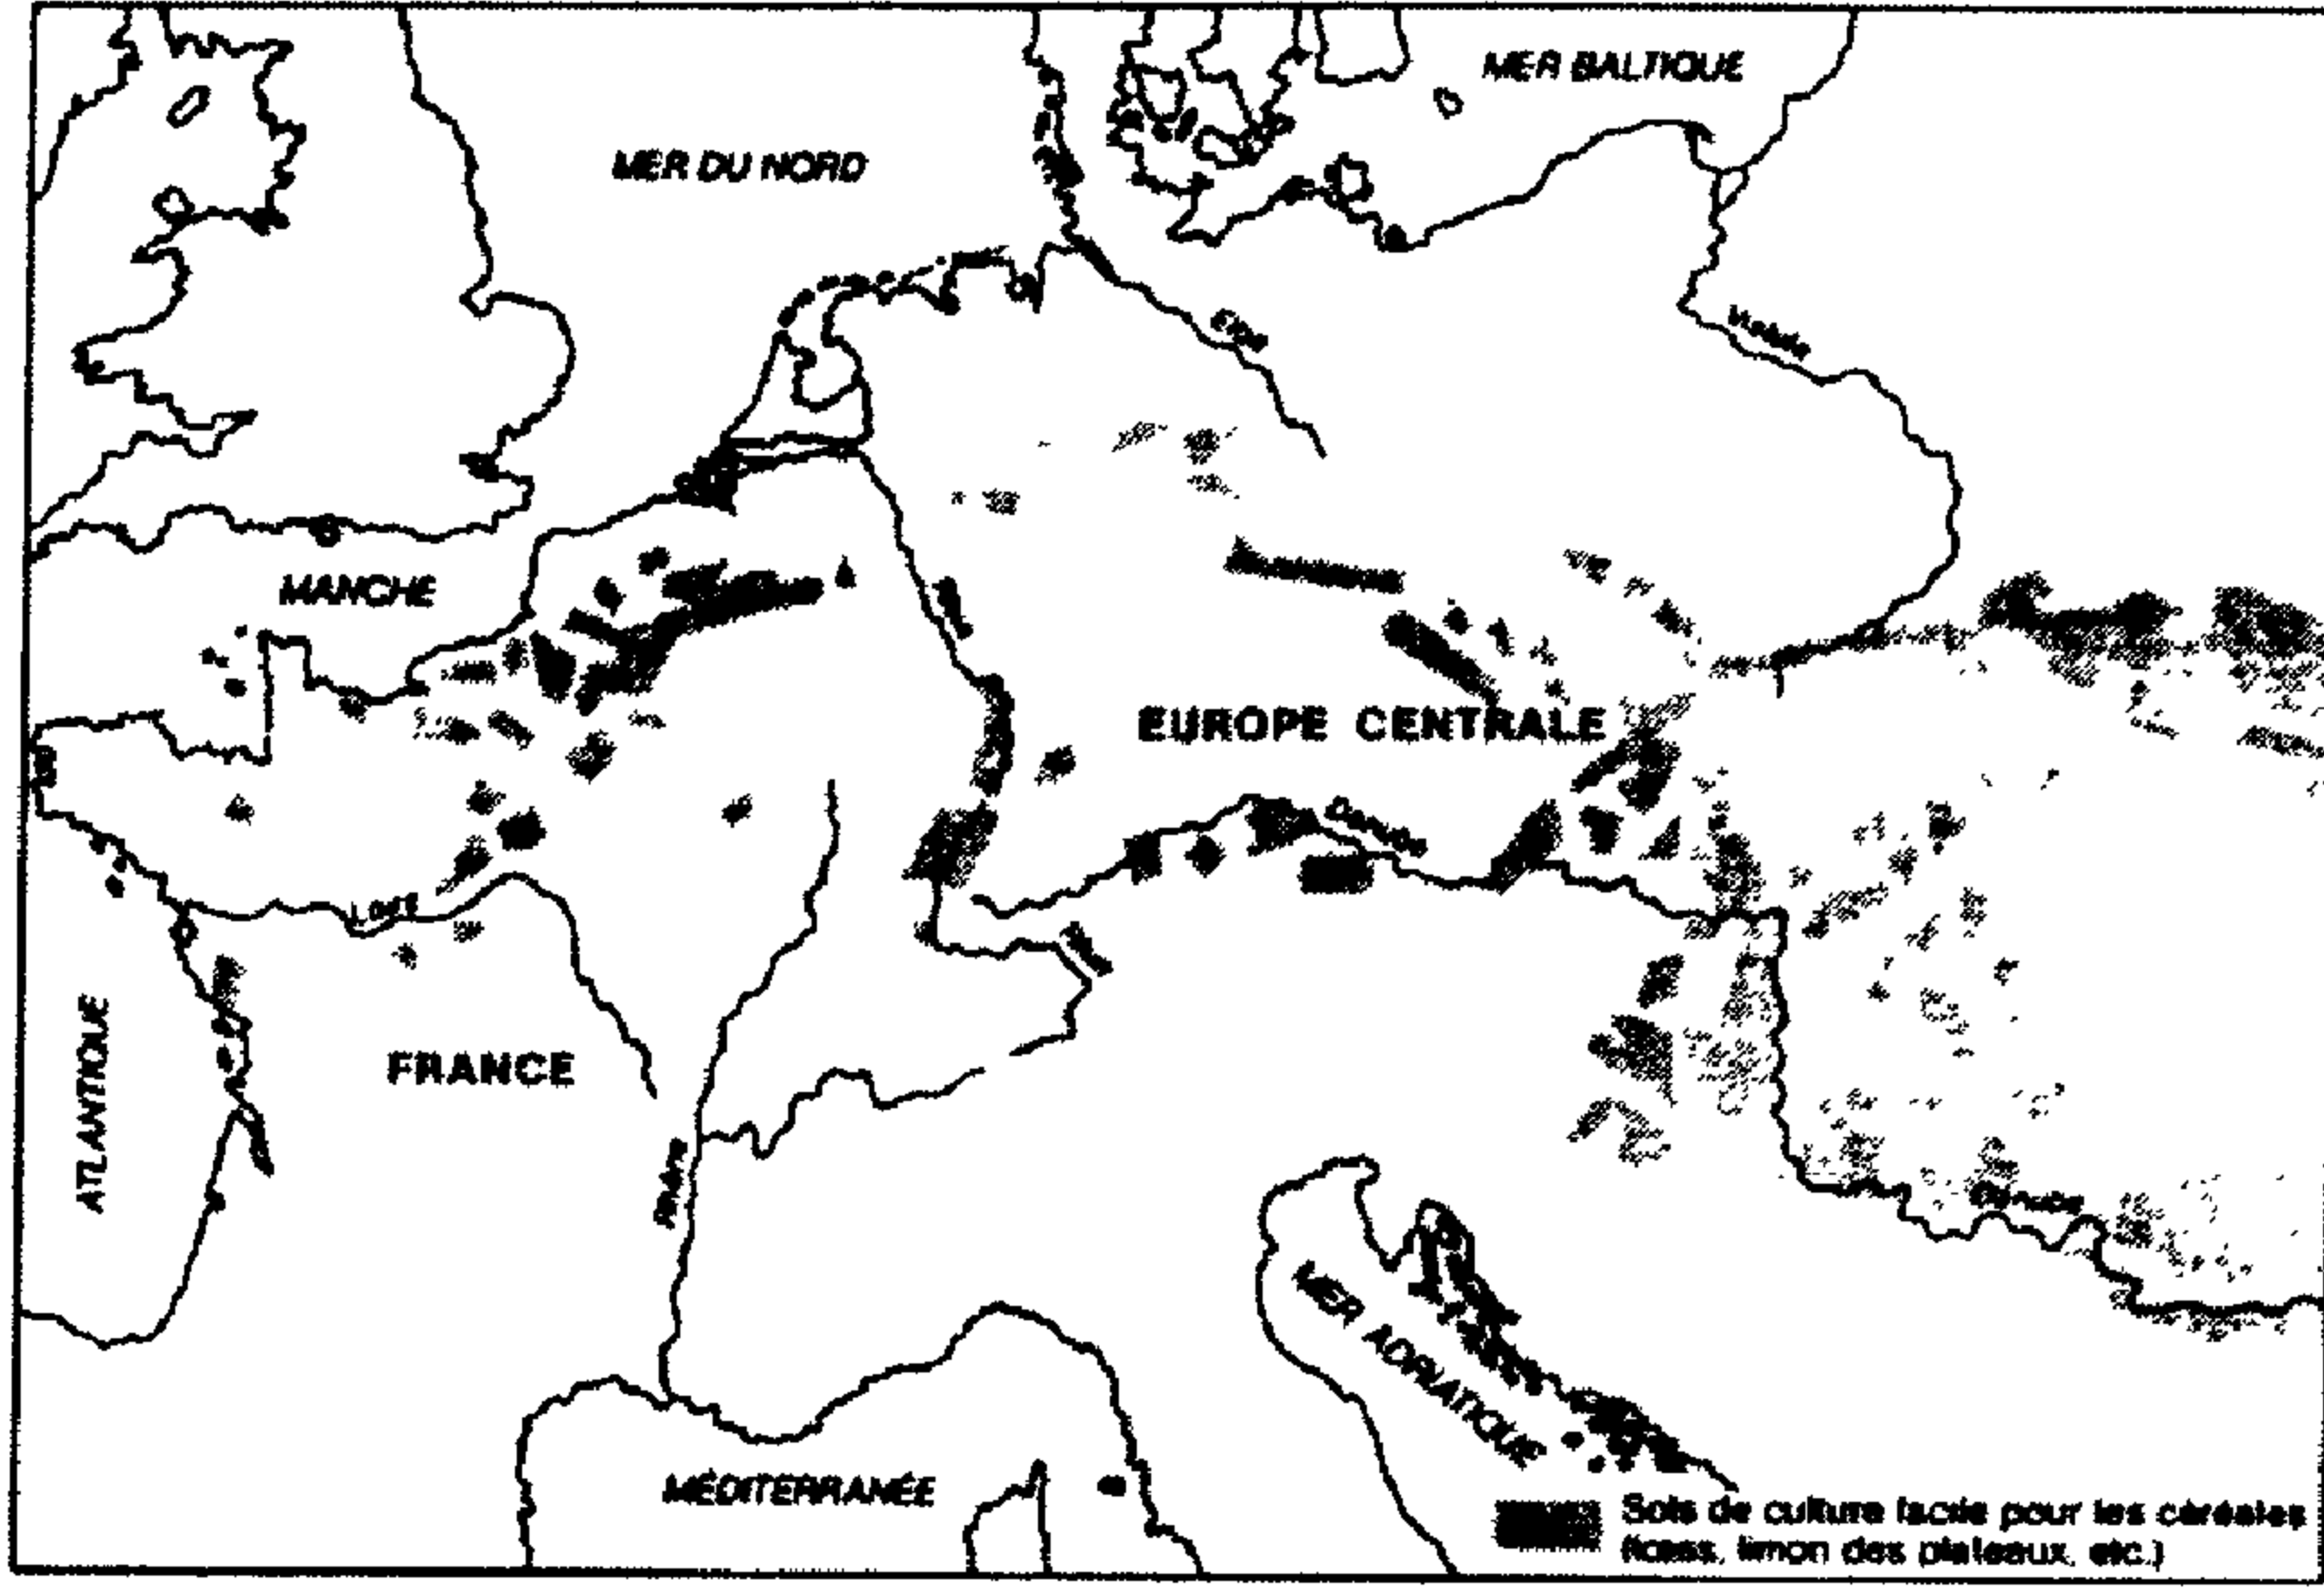 MER BALTIQUE
MER DU NORD
Elbe
Vistule
MANCHE
EUROPE CENTRALE
Danube
Loire
ATLANTIQUE
FRANCE
Danube
MER ADRIATIQUE
MÉDITERRANÉE
Sols de culture facile pour les céréales
(loess, limon des plateaux, etc.)